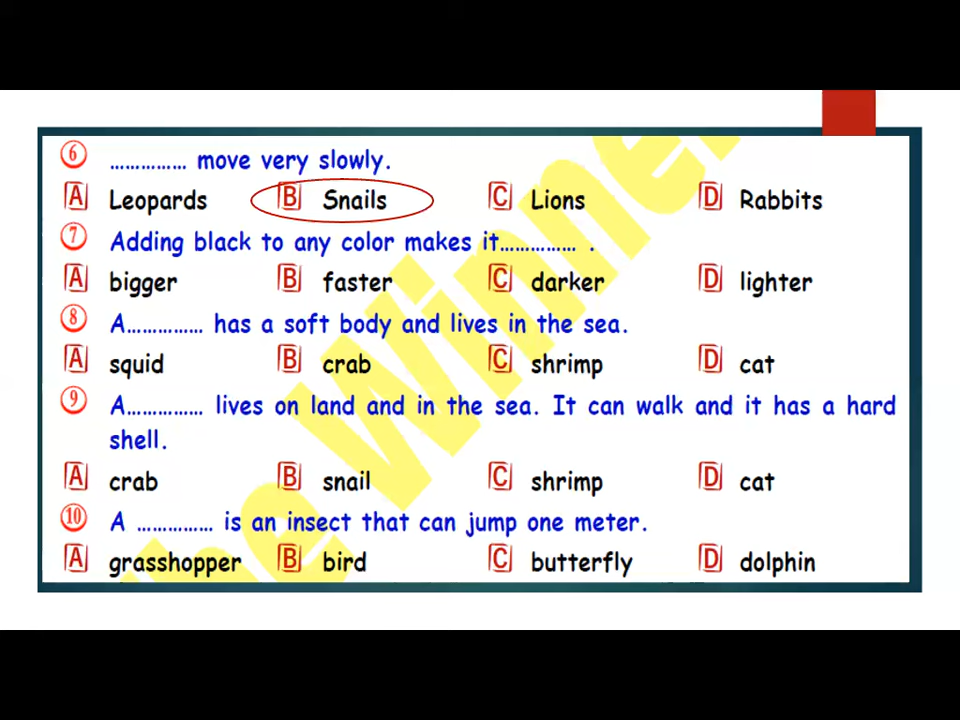 6 ............... move very slowly.
A Leopards B Snails C Lions D Rabbits
7 Adding black to any color makes it............... .
A bigger B faster C darker D lighter
8 A............... has a soft body and lives in the sea.
A squid B crab C shrimp D cat
9 A............... lives on land and in the sea. It can walk and it has a hard
shell.
A crab B snail C shrimp D cat
10 A ............... is an insect that can jump one meter.
A grasshopper B bird C butterfly D dolphin
The Winner